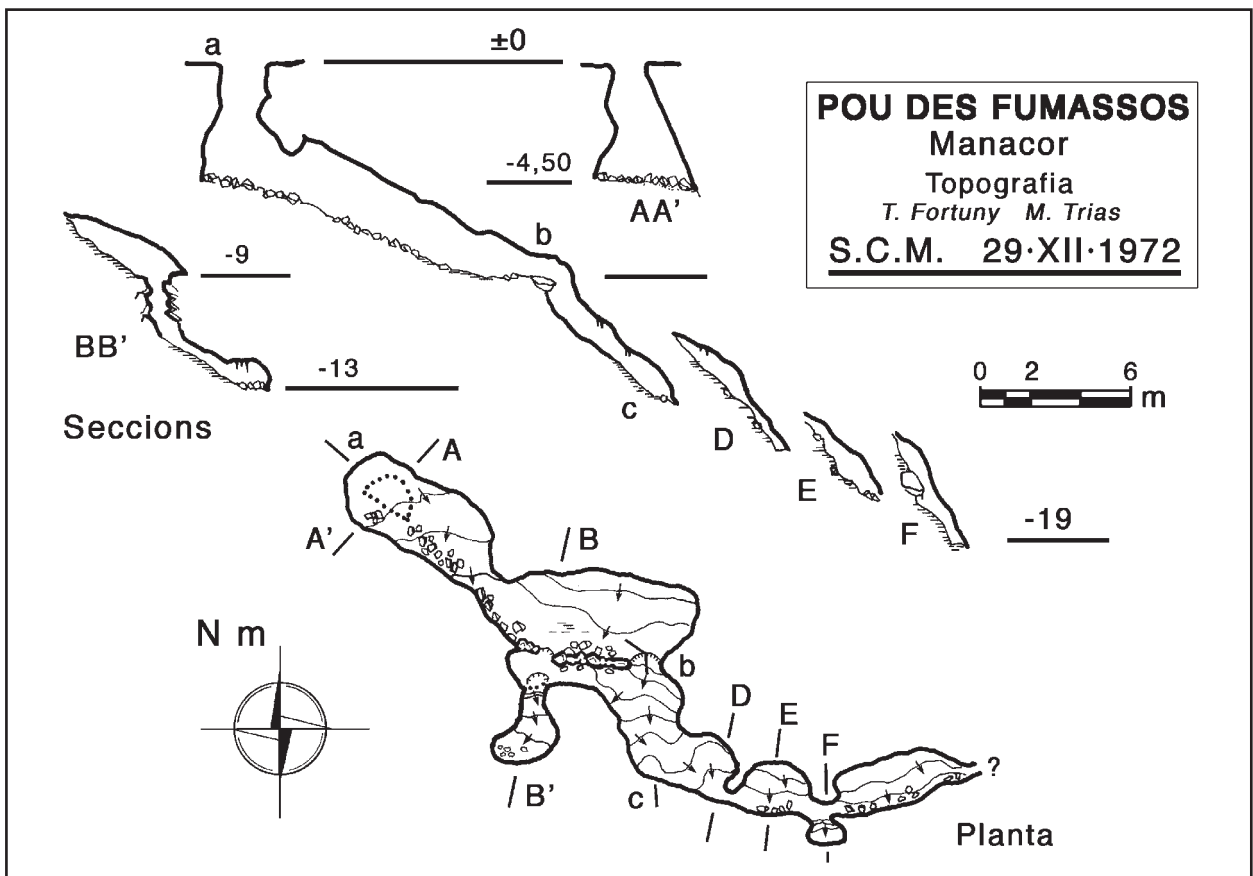 a
±0
POU DES FUMASSOS
Manacor
Topografia
T. Fortuny M. Trias
S.C.M. 29·XII·1972
-4,50
AA'
b
-9
BB'
-13
c
D
E
F
-19
0 2 6
m
Seccions
a
A
A'
B
N m
b
D
E
F
?
B'
c
Planta